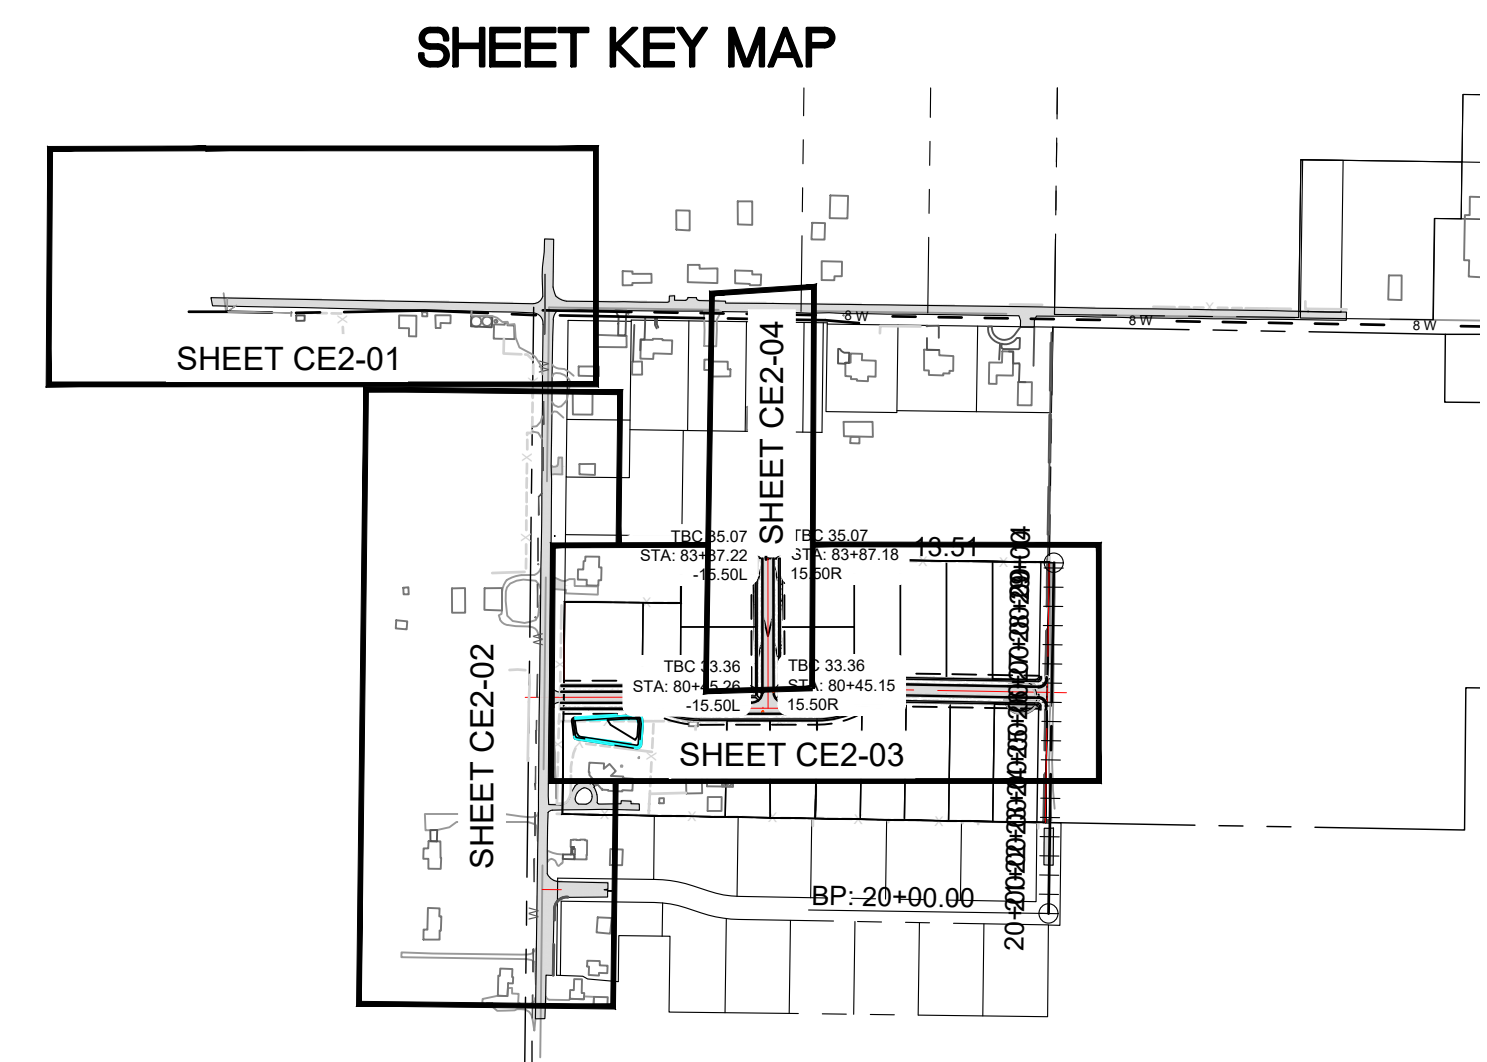 SHEET KEY MAP
SHEET CE2-01
8 W
8 W
8 W
SHEET CE2-04
TBC 35.07
STA: 83+87.22
-15.50L
TBC 35.07
STA: 83+87.18
15.50R
13.51
SHEET CE2-02
TBC 33.36
STA: 80+45.26
-15.50L
TBC 33.36
STA: 80+45.15
15.50R
SHEET CE2-03
BP: 20+00.00